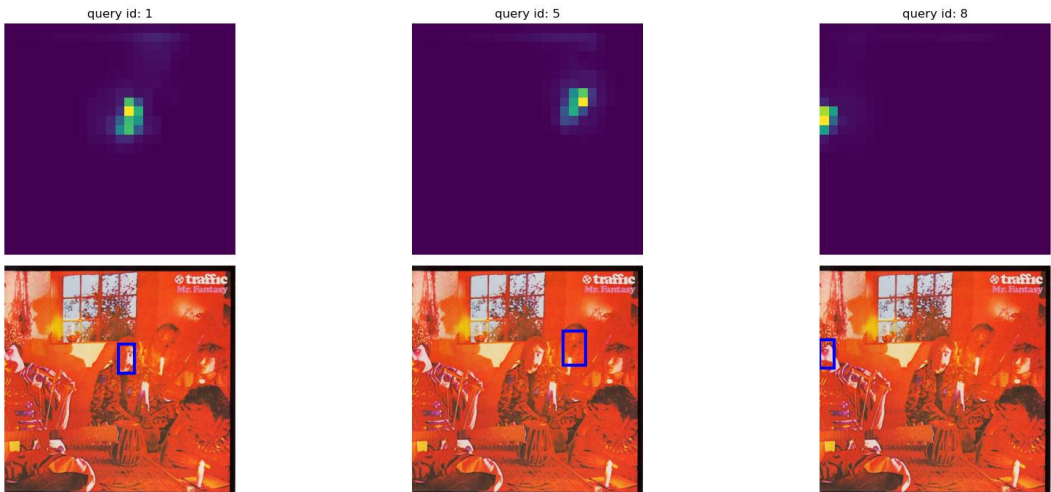 query id: 1
query id: 5
query id: 8
traffic
Mr. Fantasy
traffic
Mr. Fantasy
traffic
Mr. Fantasy